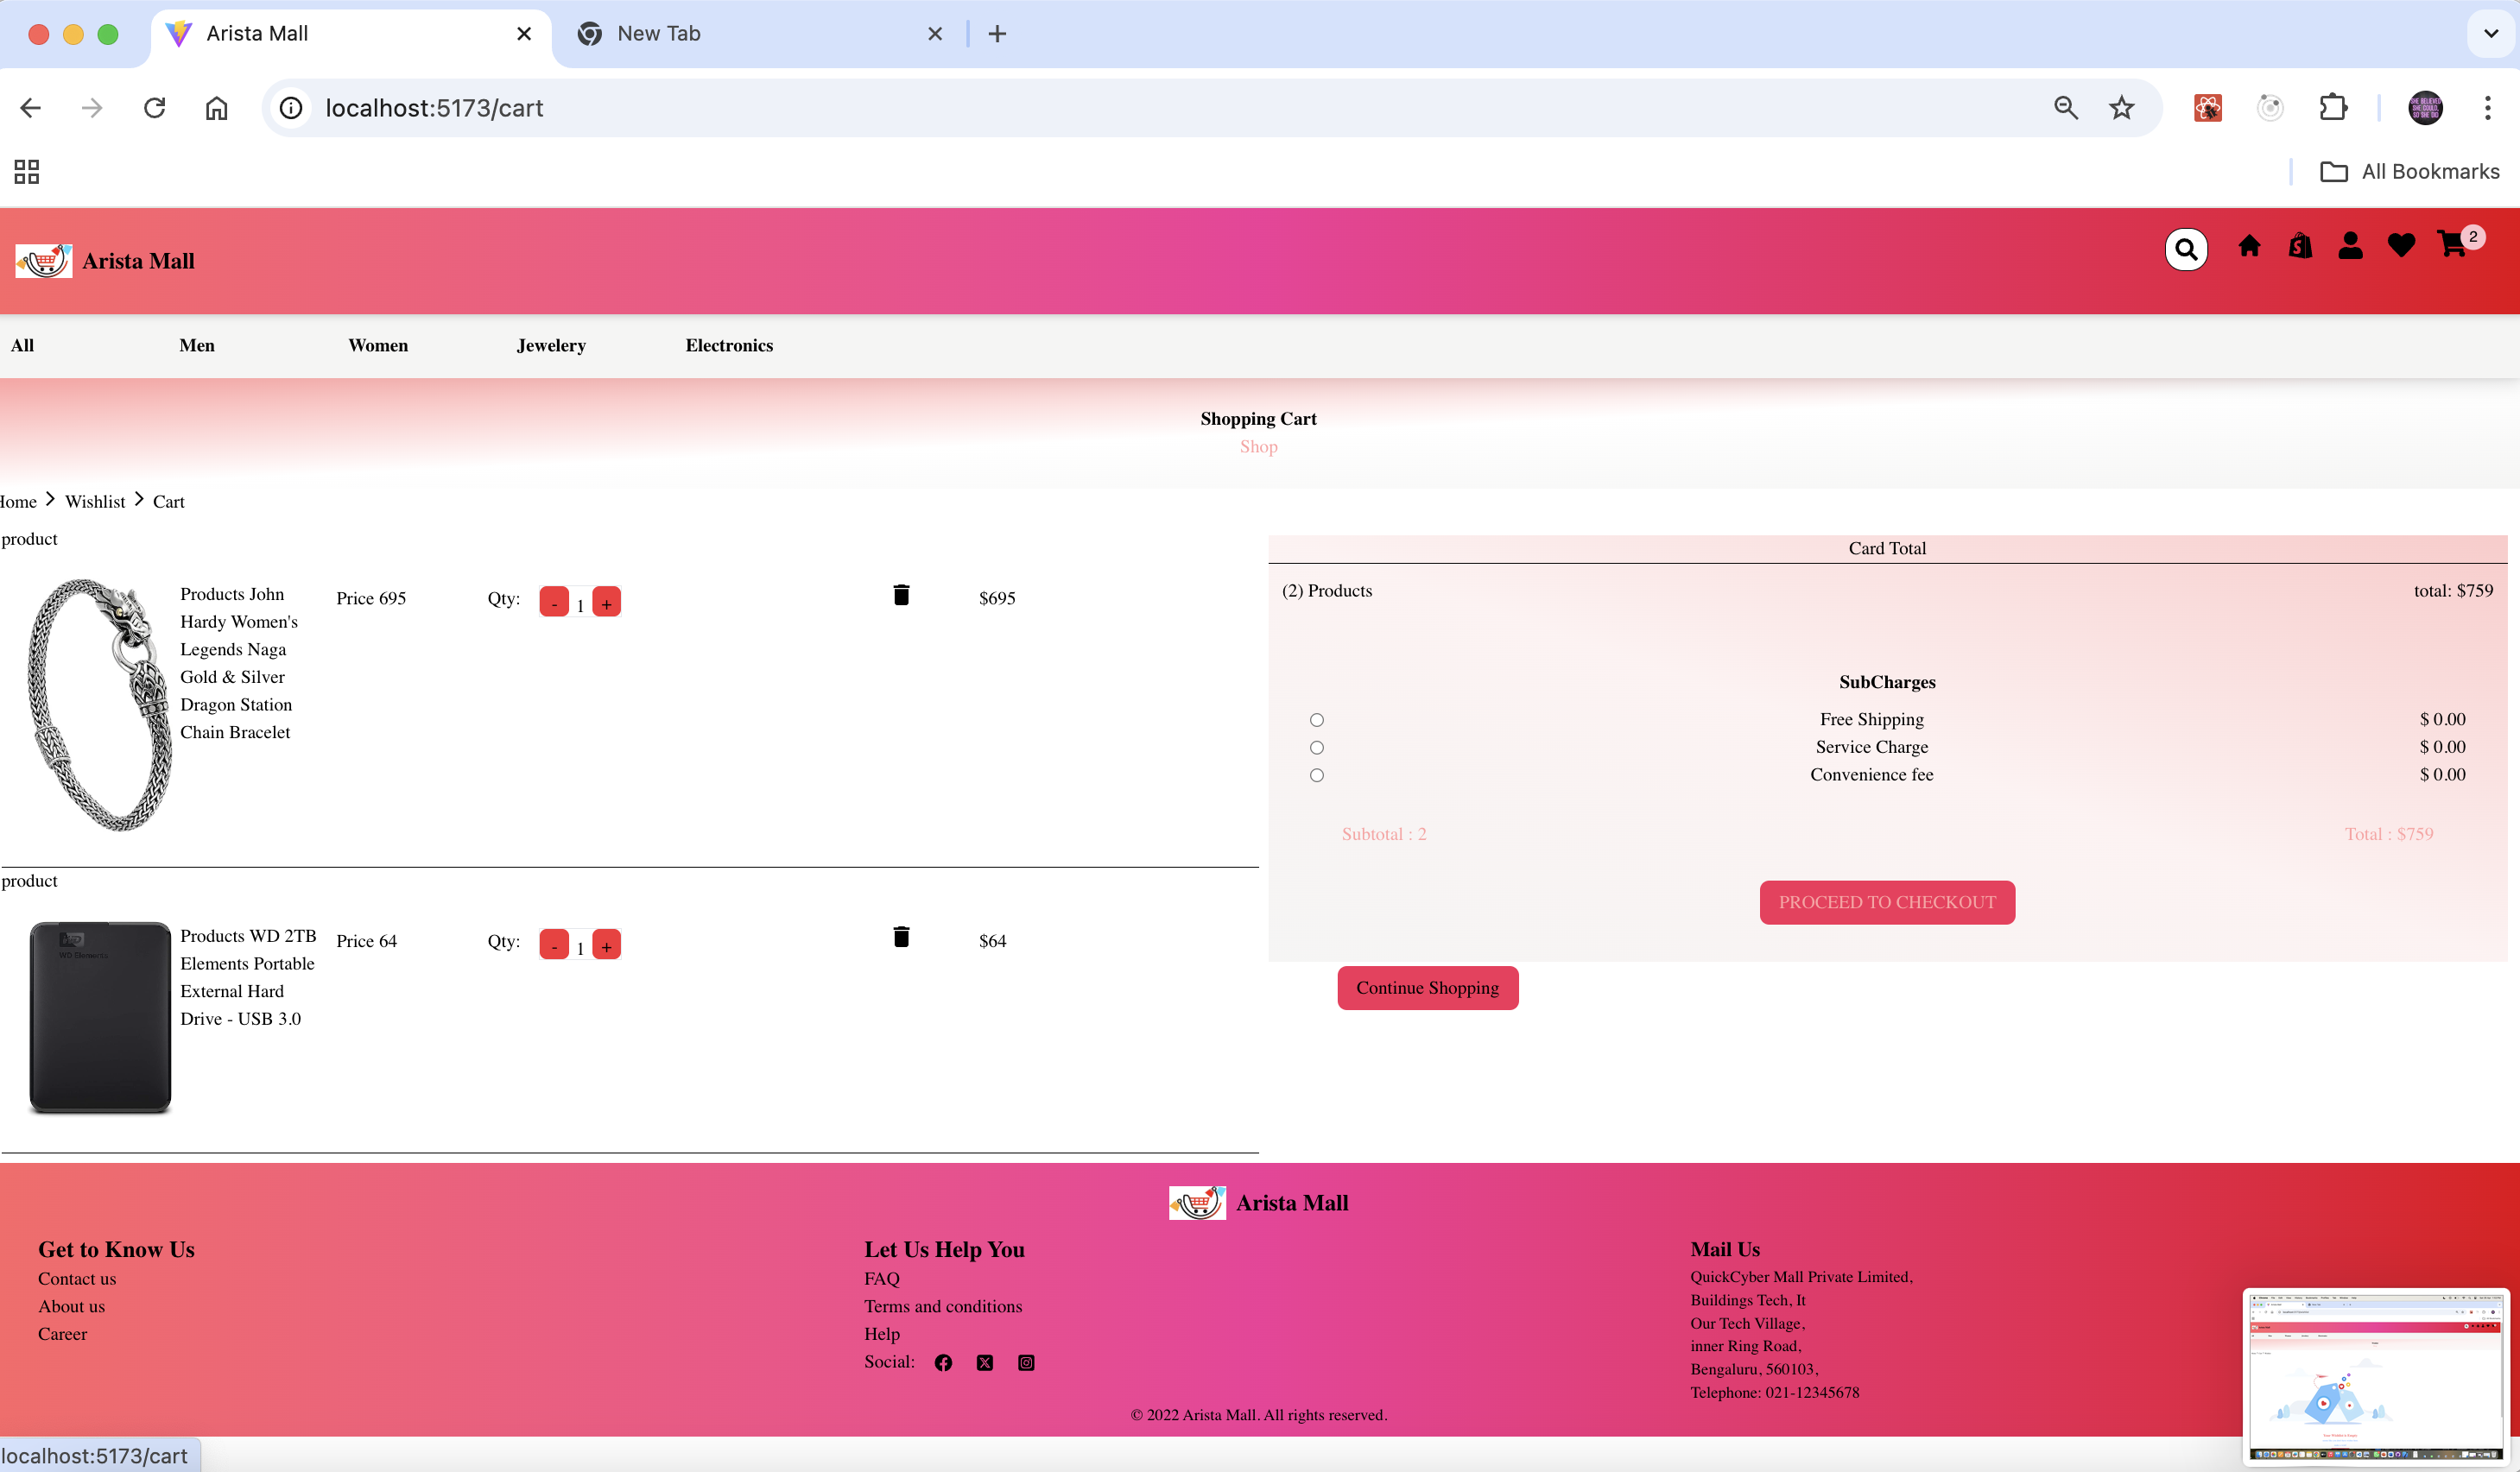 Arista Mall
New Tab
localhost:5173/cart
All Bookmarks
Arista Mall
2
All Men Women Jewelery Electronics
Shopping Cart
Shop
Home Wishlist Cart
product
Products John
Hardy Women's
Legends Naga
Gold & Silver
Dragon Station
Chain Bracelet
Price 695
Qty: - 1 +
$695
product
WD
WD Elements
Products WD 2TB
Elements Portable
External Hard
Drive - USB 3.0
Price 64
Qty: - 1 +
$64
Card Total
(2) Products total: $759
SubCharges
Free Shipping $ 0.00
Service Charge $ 0.00
Convenience fee $ 0.00
Subtotal : 2 Total : $759
PROCEED TO CHECKOUT
Continue Shopping
Arista Mall
Get to Know Us
Contact us
About us
Career
Let Us Help You
FAQ
Terms and conditions
Help
Social:
Mail Us
QuickCyber Mall Private Limited,
Buildings Tech, It
Our Tech Village,
inner Ring Road,
Bengaluru, 560103,
Telephone: 021-12345678
© 2022 Arista Mall. All rights reserved.
localhost:5173/cart